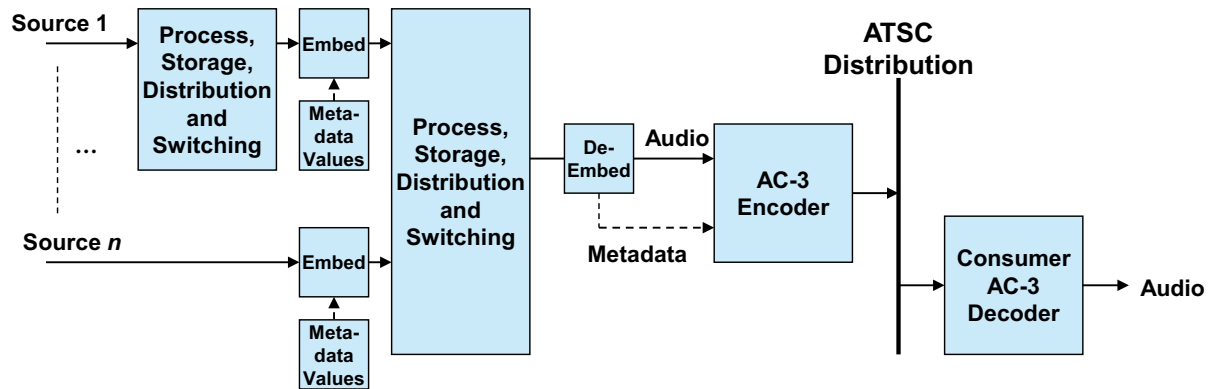 Source 1
Process,
Storage,
Distribution
and
Switching
Embed
Meta-
data
Values
...
Source n
Embed
Meta-
data
Values
Process,
Storage,
Distribution
and
Switching
De-
Embed
Audio
Metadata
AC-3
Encoder
ATSC
Distribution
Consumer
AC-3
Decoder
Audio